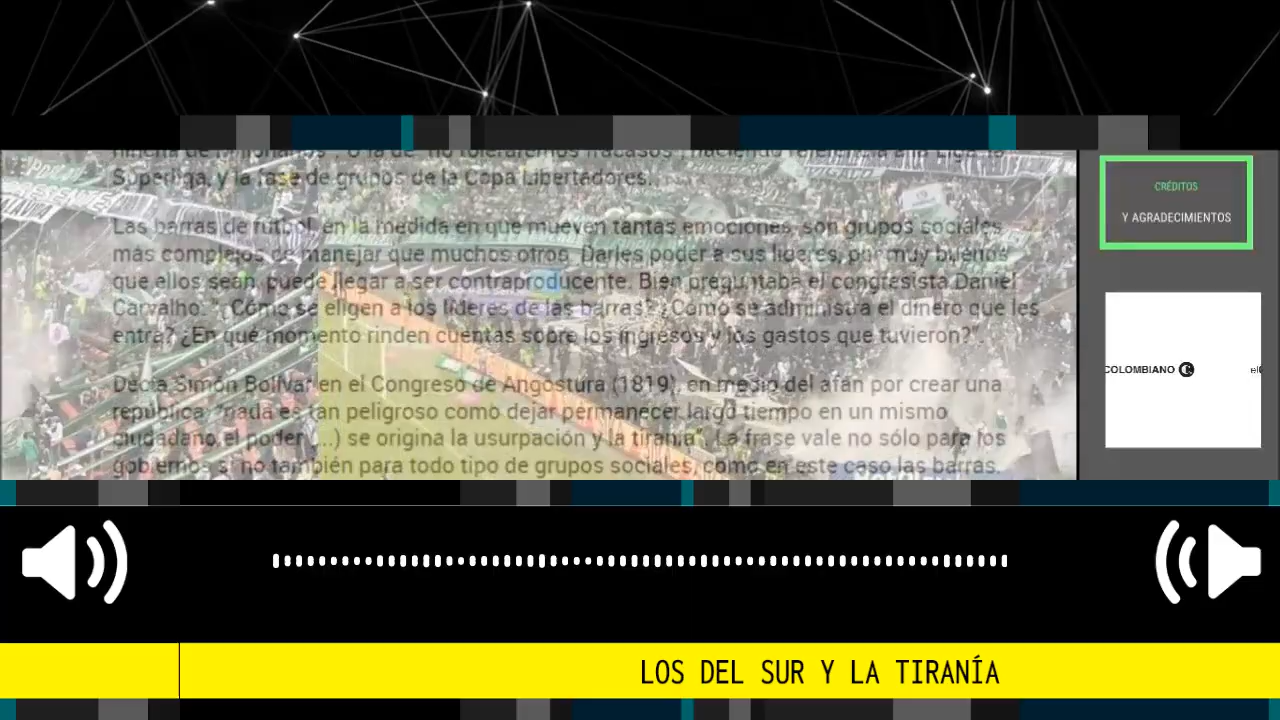 Superliga, y la fase de grupos de la Copa Libertadores.
Las barras de fútbol, en la medida en que mueven tantas emociones, son grupos sociales
más complejos de manejar que muchos otros. Darles poder a sus líderes, por muy buenos
que ellos sean, puede llegar a ser contraproducente. Bien preguntaba el congresista Daniel
Carvalho: "¿Cómo se eligen a los líderes de las barras? ¿Cómo se administra el dinero que les
entra? ¿En qué momento rinden cuentas sobre los ingresos y los gastos que tuvieron?".
Decía Simón Bolívar en el Congreso de Angostura (1819), en medio del afán por crear una
república, "nada es tan peligroso como dejar permanecer largo tiempo en un mismo
ciudadano el poder (...) se origina la usurpación y la tiranía". La frase vale no sólo para los
gobiernos si no también para todo tipo de grupos sociales, como en este caso las barras.
CRÉDITOS
Y AGRADECIMIENTOS
COLOMBIANO
LOS DEL SUR Y LA TIRANÍA